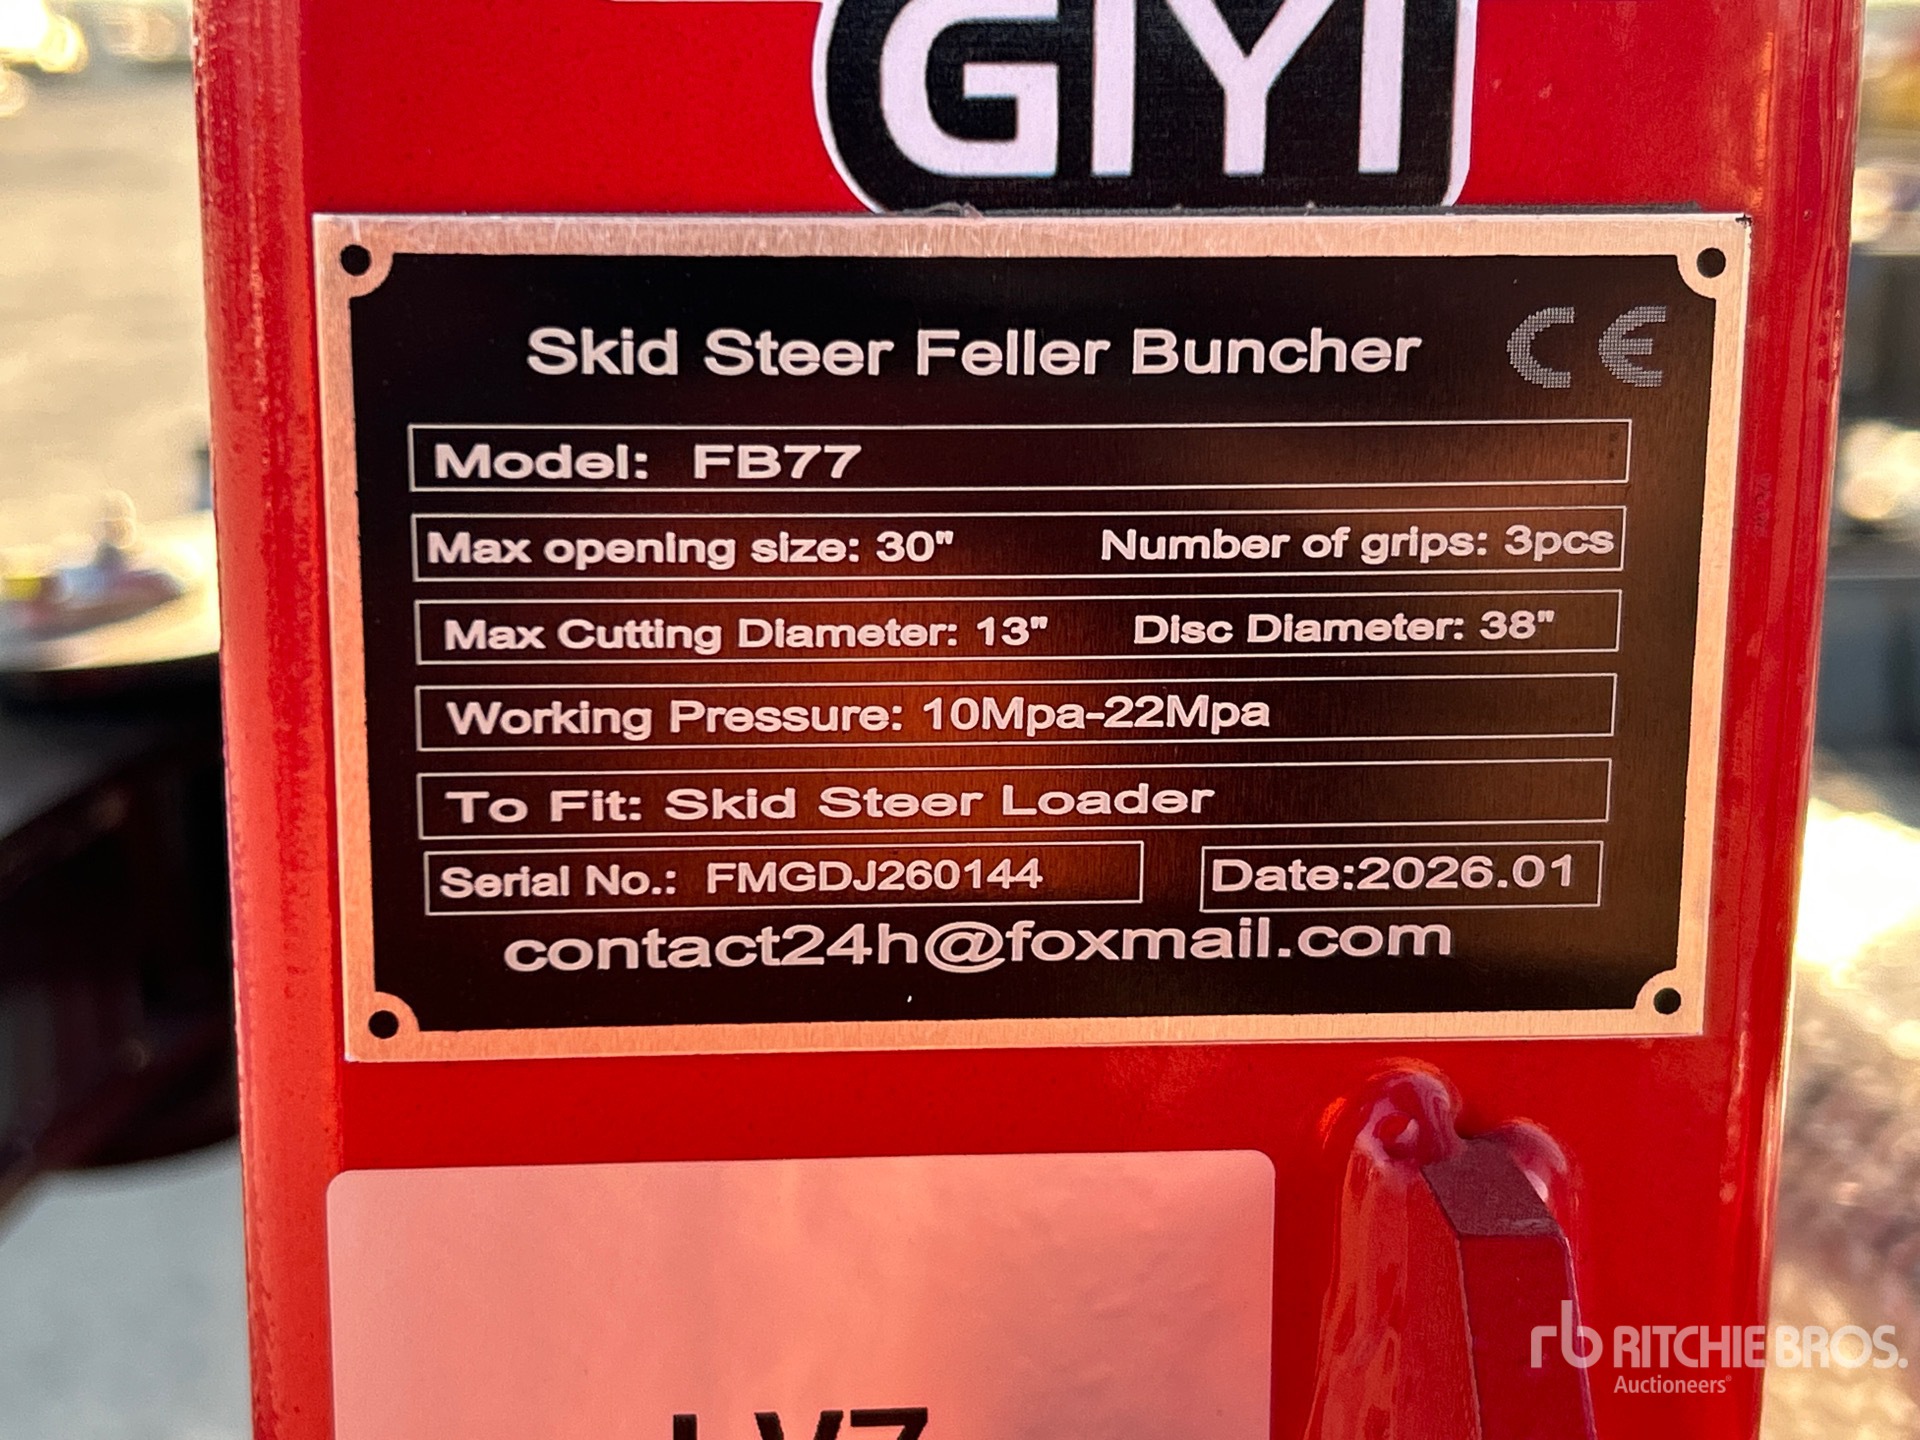 GIYI
Skid Steer Feller Buncher CE
Model: FB77
Max opening size: 30" Number of grips: 3pcs
Max Cutting Diameter: 13" Disc Diameter: 38"
Working Pressure: 10Mpa-22Mpa
To Fit: Skid Steer Loader
Serial No.: FMGDJ260144 Date:2026.01
contact24h@foxmail.com
rb RITCHIE BROS.
Auctioneers